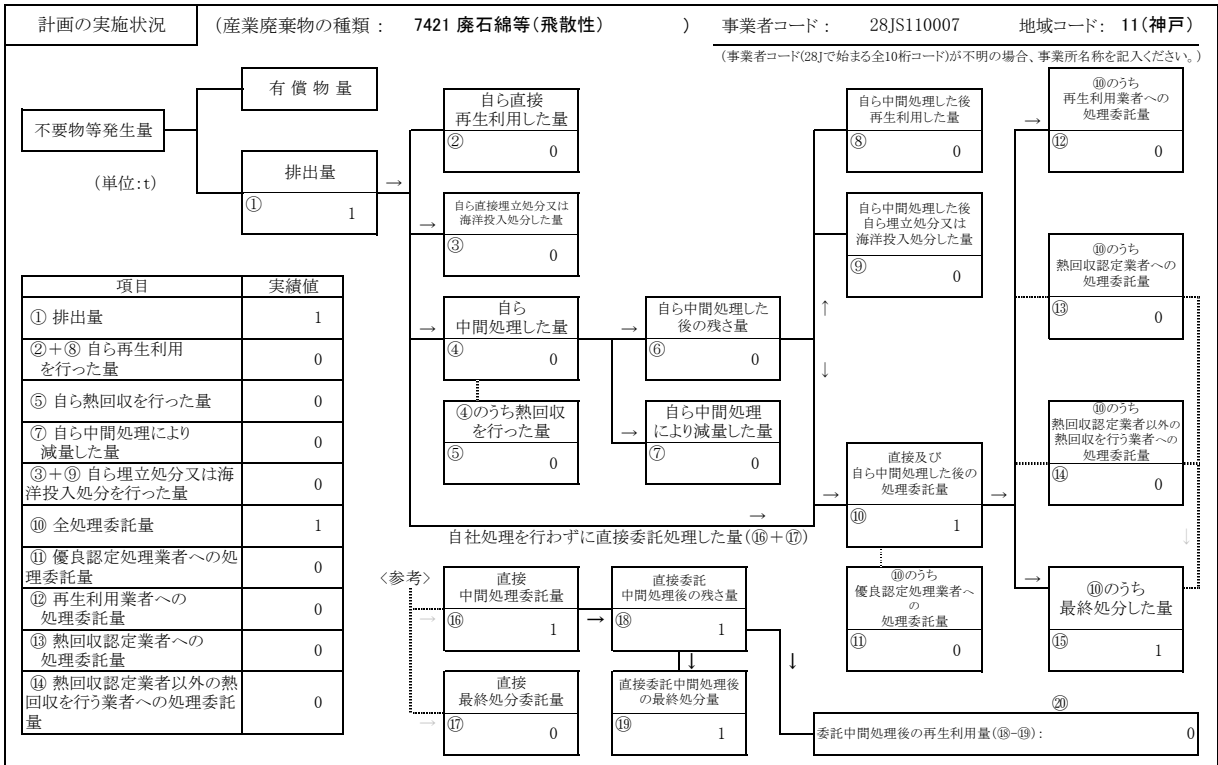 計画の実施状況
(産業廃棄物の種類： 7421 廃石綿等(飛散性) )
事業者コード： 28JS110007
地域コード： 11(神戸)
(事業者コード(28Jで始まる全10桁コード)が不明の場合、事業所名称を記入ください。)
不要物等発生量
(単位:t)
有償物量
排出量
→
① 1
自ら直接
再生利用した量
② 0
→
自ら直接埋立処分又は
海洋投入処分した量
③ 0
→
自ら
中間処理した量
④ 0
④のうち熱回収
を行った量
⑤ 0
→
自ら中間処理した
後の残さ量
⑥ 0
→
自ら中間処理
により減量した量
⑦ 0
自ら中間処理した後
再生利用した量
⑧ 0
自ら中間処理した後
自ら埋立処分又は
海洋投入処分した量
⑨ 0
↑
↓
→
直接及び
自ら中間処理した後の
処理委託量
⑩ 1
→
⑩のうち
優良認定処理業者へ
の
処理委託量
⑪ 0
→
⑩のうち
再生利用業者への
処理委託量
⑫ 0
⑩のうち
熱回収認定業者への
処理委託量
⑬ 0
⑩のうち
熱回収認定業者以外の
熱回収を行う業者への
処理委託量
⑭ 0
↓
→
⑩のうち
最終処分した量
⑮ 1
→
自社処理を行わずに直接委託処理した量(⑯＋⑰)
〈参考〉
→
直接
中間処理委託量
⑯ 1
→
直接委託
中間処理後の残さ量
⑱ 1
→
直接
最終処分委託量
⑰ 0
↓
直接委託中間処理後
の最終処分量
⑲ 1
↓
⑳
委託中間処理後の再生利用量(⑱-⑲)： 0
項目 実績値
① 排出量 1
②＋⑧ 自ら再生利用
を行った量 0
⑤ 自ら熱回収を行った量 0
⑦ 自ら中間処理により
減量した量 0
③＋⑨ 自ら埋立処分又は海
洋投入処分を行った量 0
⑩ 全処理委託量 1
⑪ 優良認定処理業者への処
理委託量 0
⑫ 再生利用業者への
処理委託量 0
⑬ 熱回収認定業者への
処理委託量 0
⑭ 熱回収認定業者以外の熱
回収を行う業者への処理委託
量 0